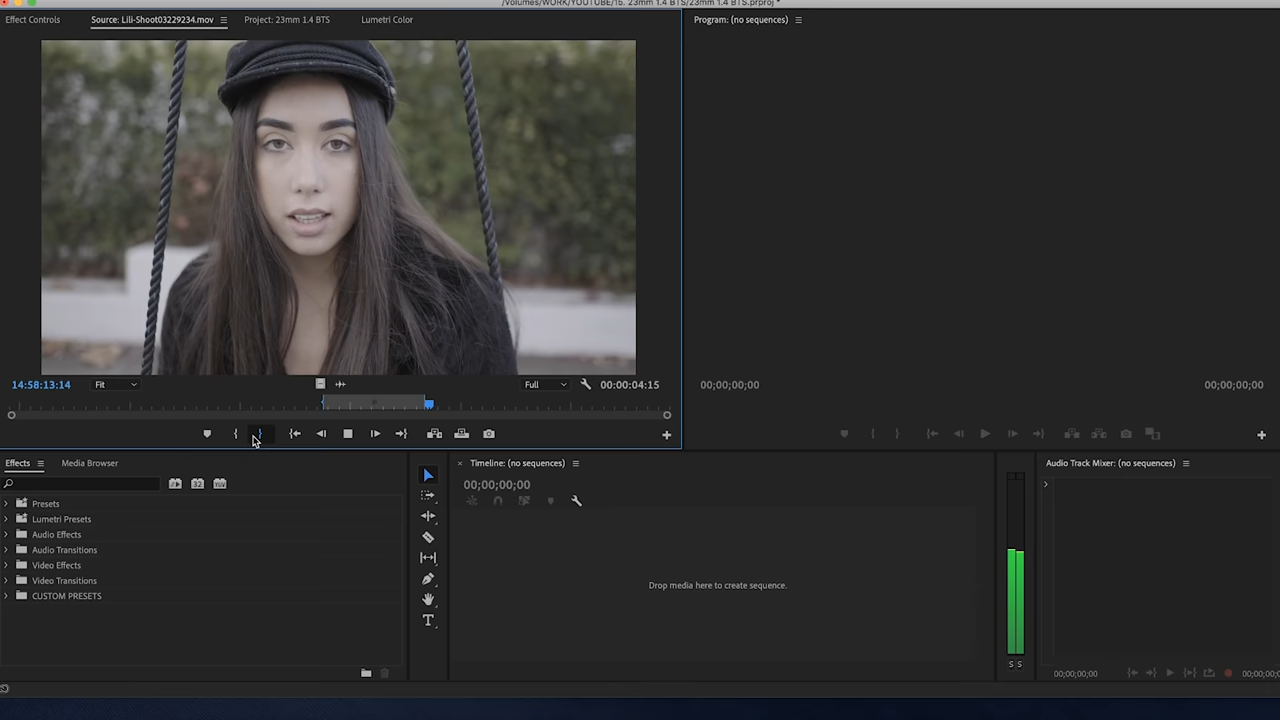 /Volumes/WORK/YOUTUBE/15. 23mm 1.4 BTS/23mm 1.4 BTS.prproj *
Effect Controls
Source: Lili-Shoot03229234.mov
Project: 23mm 1.4 BTS
Lumetri Color
Program: (no sequences)
14:58:13:14
Fit
Full
00:00:04:15
00;00;00;00
00;00;00;00
Effects
Media Browser
Presets
Lumetri Presets
Audio Effects
Audio Transitions
Video Effects
Video Transitions
CUSTOM PRESETS
× Timeline: (no sequences)
00;00;00;00
Drop media here to create sequence.
S S
Audio Track Mixer: (no sequences)
00;00;00;00
00;00;00;0